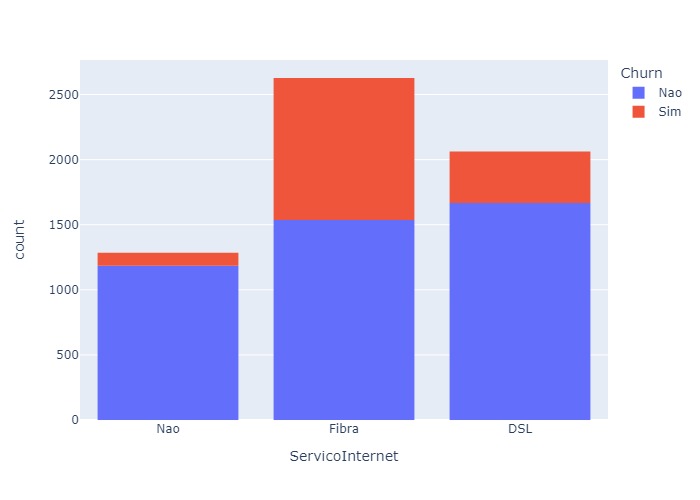 Churn
Nao
Sim
2500
2000
1500
1000
500
0
count
Nao
Fibra
DSL
ServicoInternet